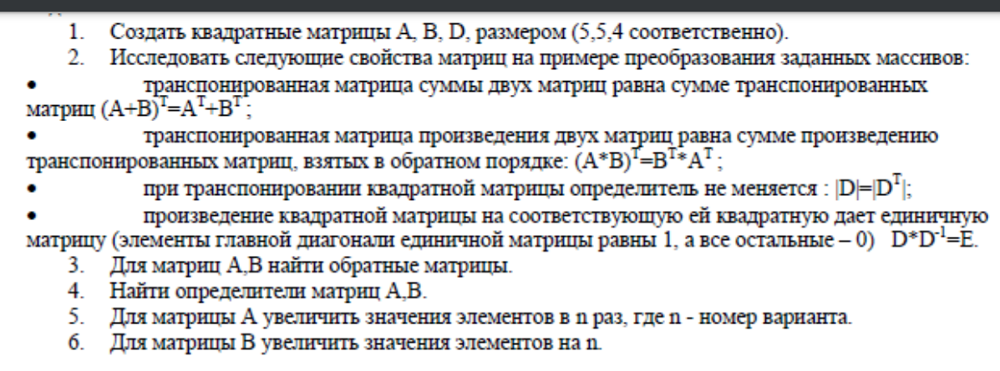 1. Создать квадратные матрицы A, B, D, размером (5,5,4 соответственно).
2. Исследовать следующие свойства матриц на примере преобразования заданных массивов:
• транспонированная матрица суммы двух матриц равна сумме транспонированных
матриц (A+B)ᵀ=Aᵀ+Bᵀ;
• транспонированная матрица произведения двух матриц равна сумме произведению
транспонированных матриц, взятых в обратном порядке: (A*B)ᵀ=Bᵀ*Aᵀ;
• при транспонировании квадратной матрицы определитель не меняется : |D|=|Dᵀ|;
• произведение квадратной матрицы на соответствующую ей квадратную дает единичную
матрицу (элементы главной диагонали единичной матрицы равны 1, а все остальные – 0) D*D⁻¹=E.
3. Для матриц A,B найти обратные матрицы.
4. Найти определители матриц A,B.
5. Для матрицы A увеличить значения элементов в n раз, где n - номер варианта.
6. Для матрицы B увеличить значения элементов на n.